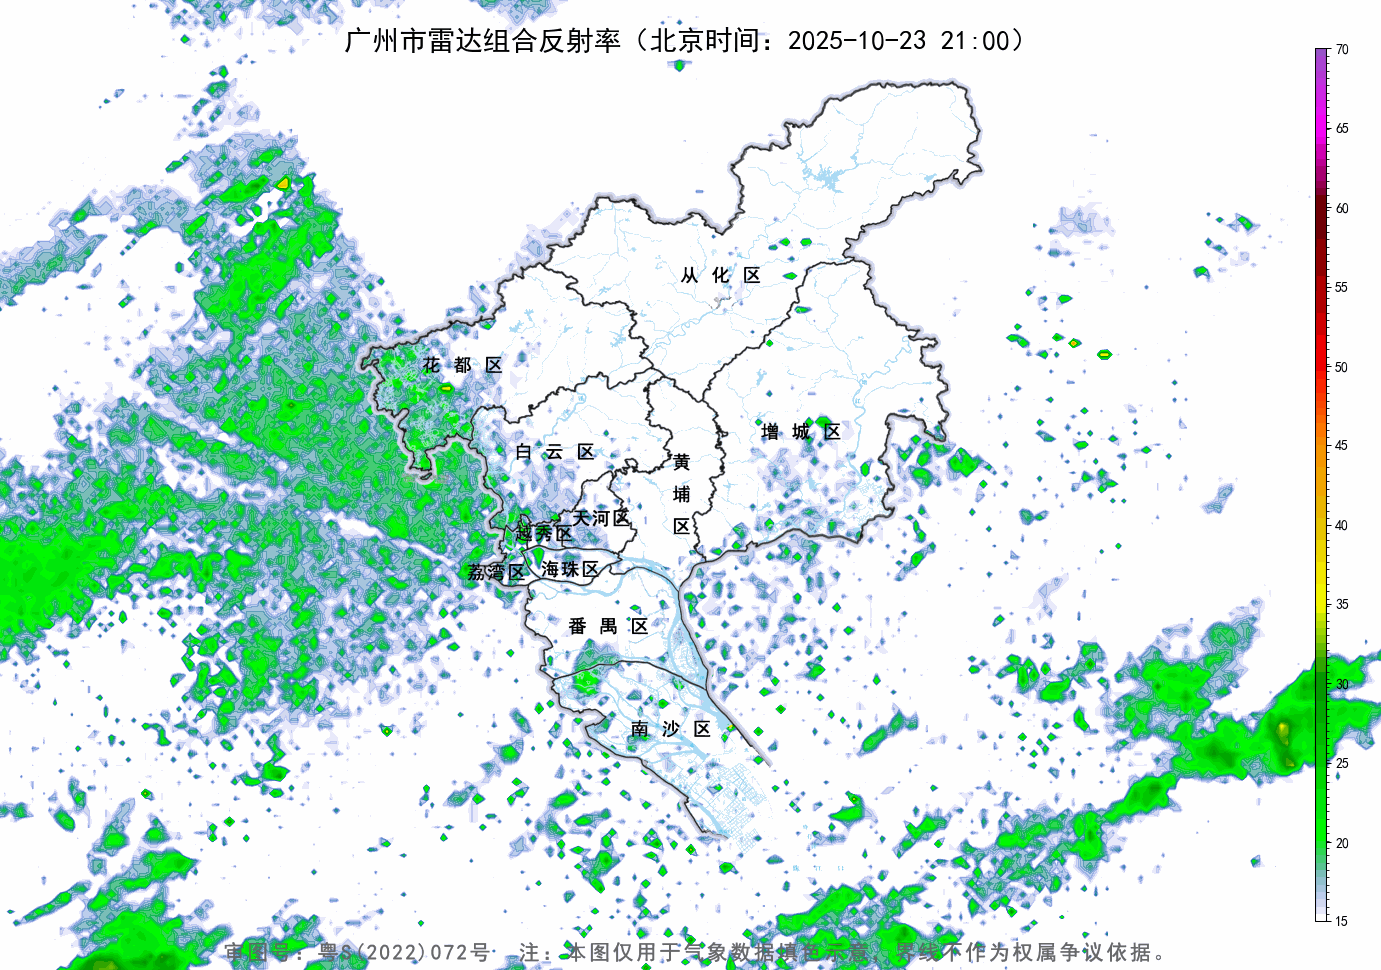 广州市雷达组合反射率（北京时间：2025-10-23 21:00）
70
65
60
55
50
45
40
35
30
25
20
15
从化区
花都区
增城区
白云区
黄埔区
天河区
越秀区
海珠区
荔湾区
番禺区
南沙区
审图号：粤S(2022)072号 注：本图仅用于气象数据填色示意，界线不作为权属争议依据。